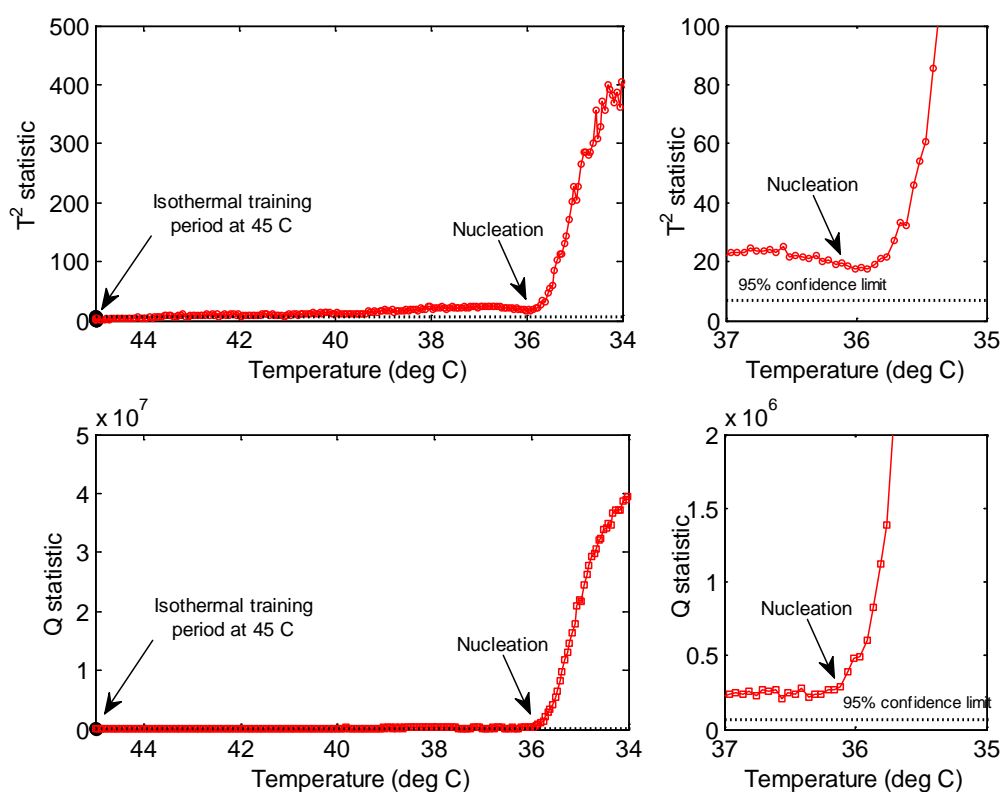 500
400
300
200
100
0
T² statistic
Isothermal training
period at 45 C
Nucleation
44 42 40 38 36 34
Temperature (deg C)
100
80
60
40
20
0
T² statistic
Nucleation
95% confidence limit
37 36 35
Temperature (deg C)
x 10⁷
5
4
3
2
1
0
Q statistic
Isothermal training
period at 45 C
Nucleation
44 42 40 38 36 34
Temperature (deg C)
x 10⁶
2
1.5
1
0.5
0
Q statistic
Nucleation
95% confidence limit
37 36 35
Temperature (deg C)